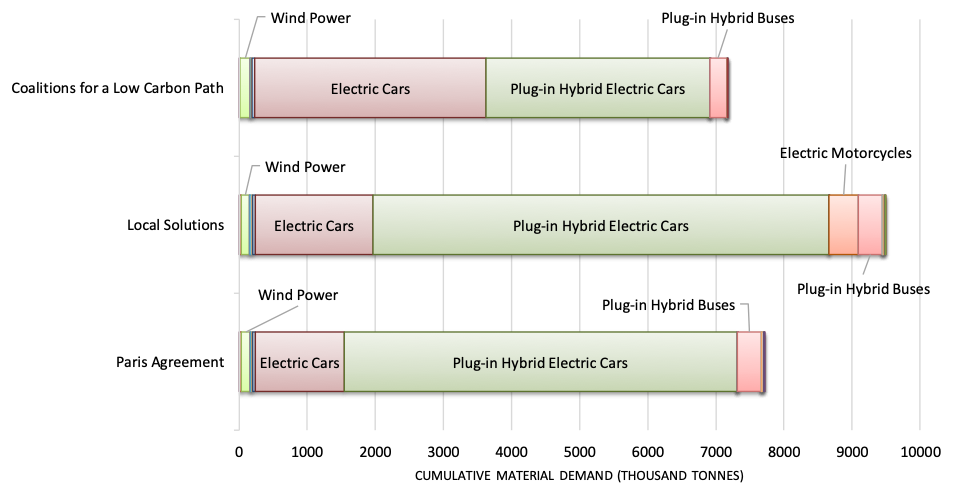 Wind Power
Plug-in Hybrid Buses
Coalitions for a Low Carbon Path
Electric Cars
Plug-in Hybrid Electric Cars
Electric Motorcycles
Wind Power
Local Solutions
Electric Cars
Plug-in Hybrid Electric Cars
Plug-in Hybrid Buses
Wind Power
Plug-in Hybrid Buses
Paris Agreement
Electric Cars
Plug-in Hybrid Electric Cars
0 1000 2000 3000 4000 5000 6000 7000 8000 9000 10000
CUMULATIVE MATERIAL DEMAND (THOUSAND TONNES)